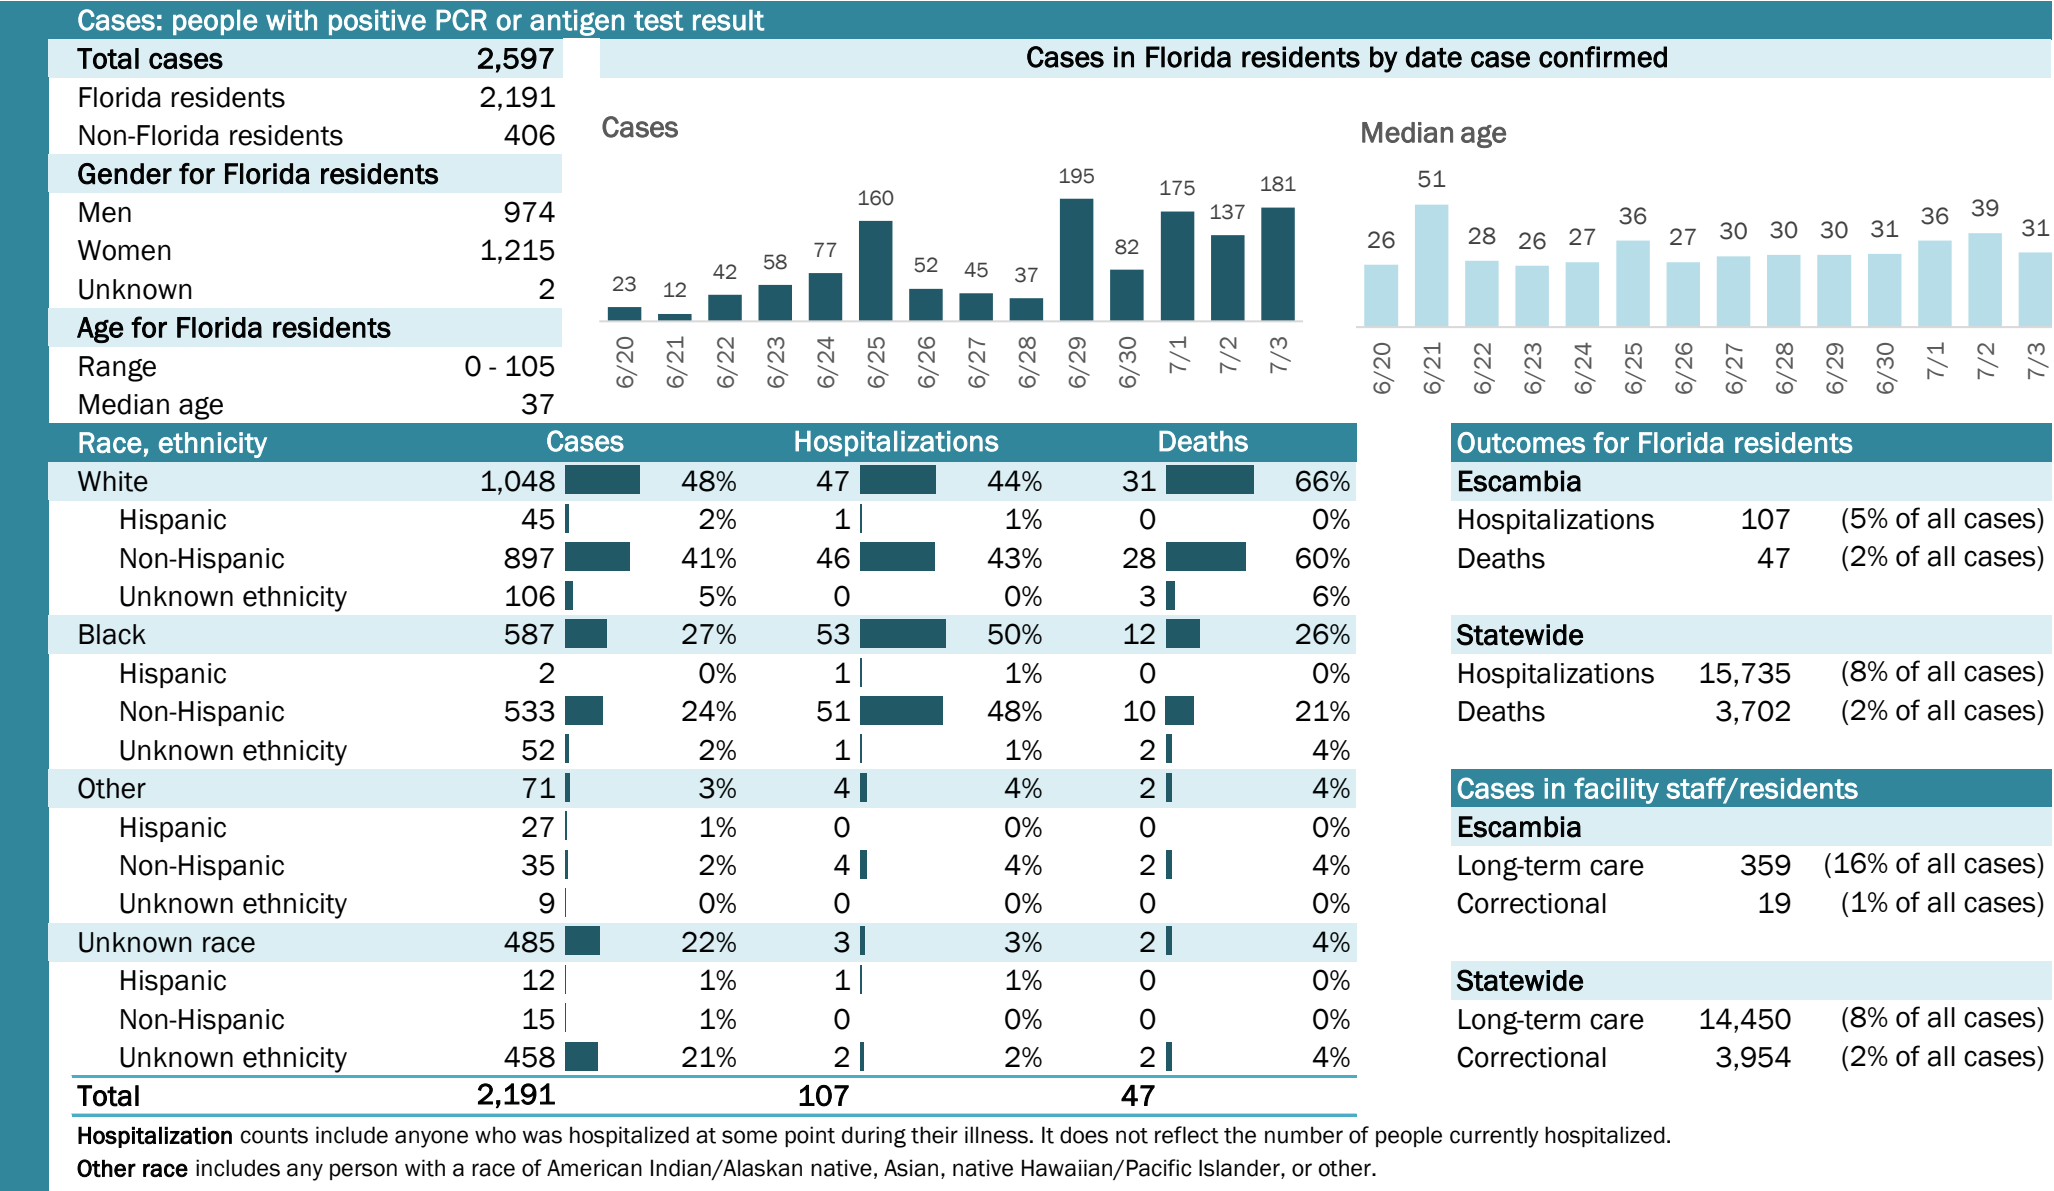 Cases: people with positive PCR or antigen test result
Total cases 2,597
Florida residents 2,191
Non-Florida residents 406
Gender for Florida residents
Men 974
Women 1,215
Unknown 2
Age for Florida residents
Range 0 - 105
Median age 37
Cases in Florida residents by date case confirmed
Cases
23 12 42 58 77 160 52 45 37 195 82 175 137 181
6/20 6/21 6/22 6/23 6/24 6/25 6/26 6/27 6/28 6/29 6/30 7/1 7/2 7/3
Median age
26 51 28 26 27 36 27 30 30 30 31 36 39 31
6/20 6/21 6/22 6/23 6/24 6/25 6/26 6/27 6/28 6/29 6/30 7/1 7/2 7/3
Race, ethnicity Cases Hospitalizations Deaths
White 1,048 48% 47 44% 31 66%
Hispanic 45 2% 1 1% 0 0%
Non-Hispanic 897 41% 46 43% 28 60%
Unknown ethnicity 106 5% 0 0% 3 6%
Black 587 27% 53 50% 12 26%
Hispanic 2 0% 1 1% 0 0%
Non-Hispanic 533 24% 51 48% 10 21%
Unknown ethnicity 52 2% 1 1% 2 4%
Other 71 3% 4 4% 2 4%
Hispanic 27 1% 0 0% 0 0%
Non-Hispanic 35 2% 4 4% 2 4%
Unknown ethnicity 9 0% 0 0% 0 0%
Unknown race 485 22% 3 3% 2 4%
Hispanic 12 1% 1 1% 0 0%
Non-Hispanic 15 1% 0 0% 0 0%
Unknown ethnicity 458 21% 2 2% 2 4%
Total 2,191 107 47
Outcomes for Florida residents
Escambia
Hospitalizations 107 (5% of all cases)
Deaths 47 (2% of all cases)
Statewide
Hospitalizations 15,735 (8% of all cases)
Deaths 3,702 (2% of all cases)
Cases in facility staff/residents
Escambia
Long-term care 359 (16% of all cases)
Correctional 19 (1% of all cases)
Statewide
Long-term care 14,450 (8% of all cases)
Correctional 3,954 (2% of all cases)
Hospitalization counts include anyone who was hospitalized at some point during their illness. It does not reflect the number of people currently hospitalized.
Other race includes any person with a race of American Indian/Alaskan native, Asian, native Hawaiian/Pacific Islander, or other.